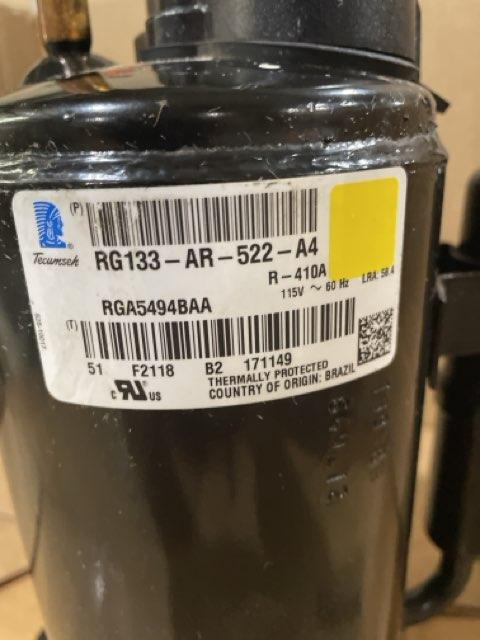 (P)
Tecumseh ®
RG133-AR-522-A4
R-410A
115V ~ 60 Hz LRA: 58.4
RGA5494BAA
(T)
51 F2118 B2 171149
THERMALLY PROTECTED
COUNTRY OF ORIGIN: BRAZIL
c RU US